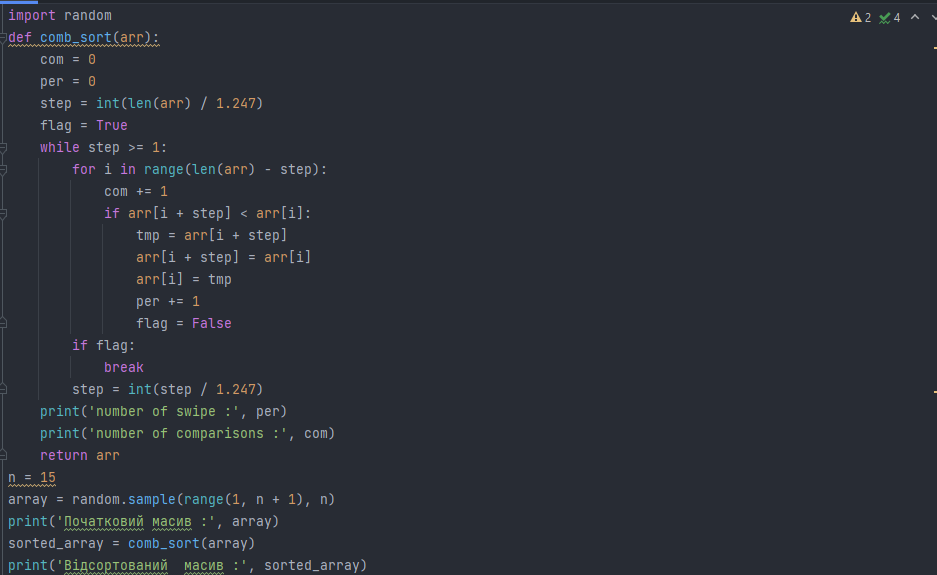 import random
2 4
def comb_sort(arr):
    com = 0
    per = 0
    step = int(len(arr) / 1.247)
    flag = True
    while step >= 1:
        for i in range(len(arr) - step):
            com += 1
            if arr[i + step] < arr[i]:
                tmp = arr[i + step]
                arr[i + step] = arr[i]
                arr[i] = tmp
                per += 1
                flag = False
        if flag:
            break
        step = int(step / 1.247)
    print('number of swipe :', per)
    print('number of comparisons :', com)
    return arr
n = 15
array = random.sample(range(1, n + 1), n)
print('Початковий масив :', array)
sorted_array = comb_sort(array)
print('Відсортований  масив :', sorted_array)